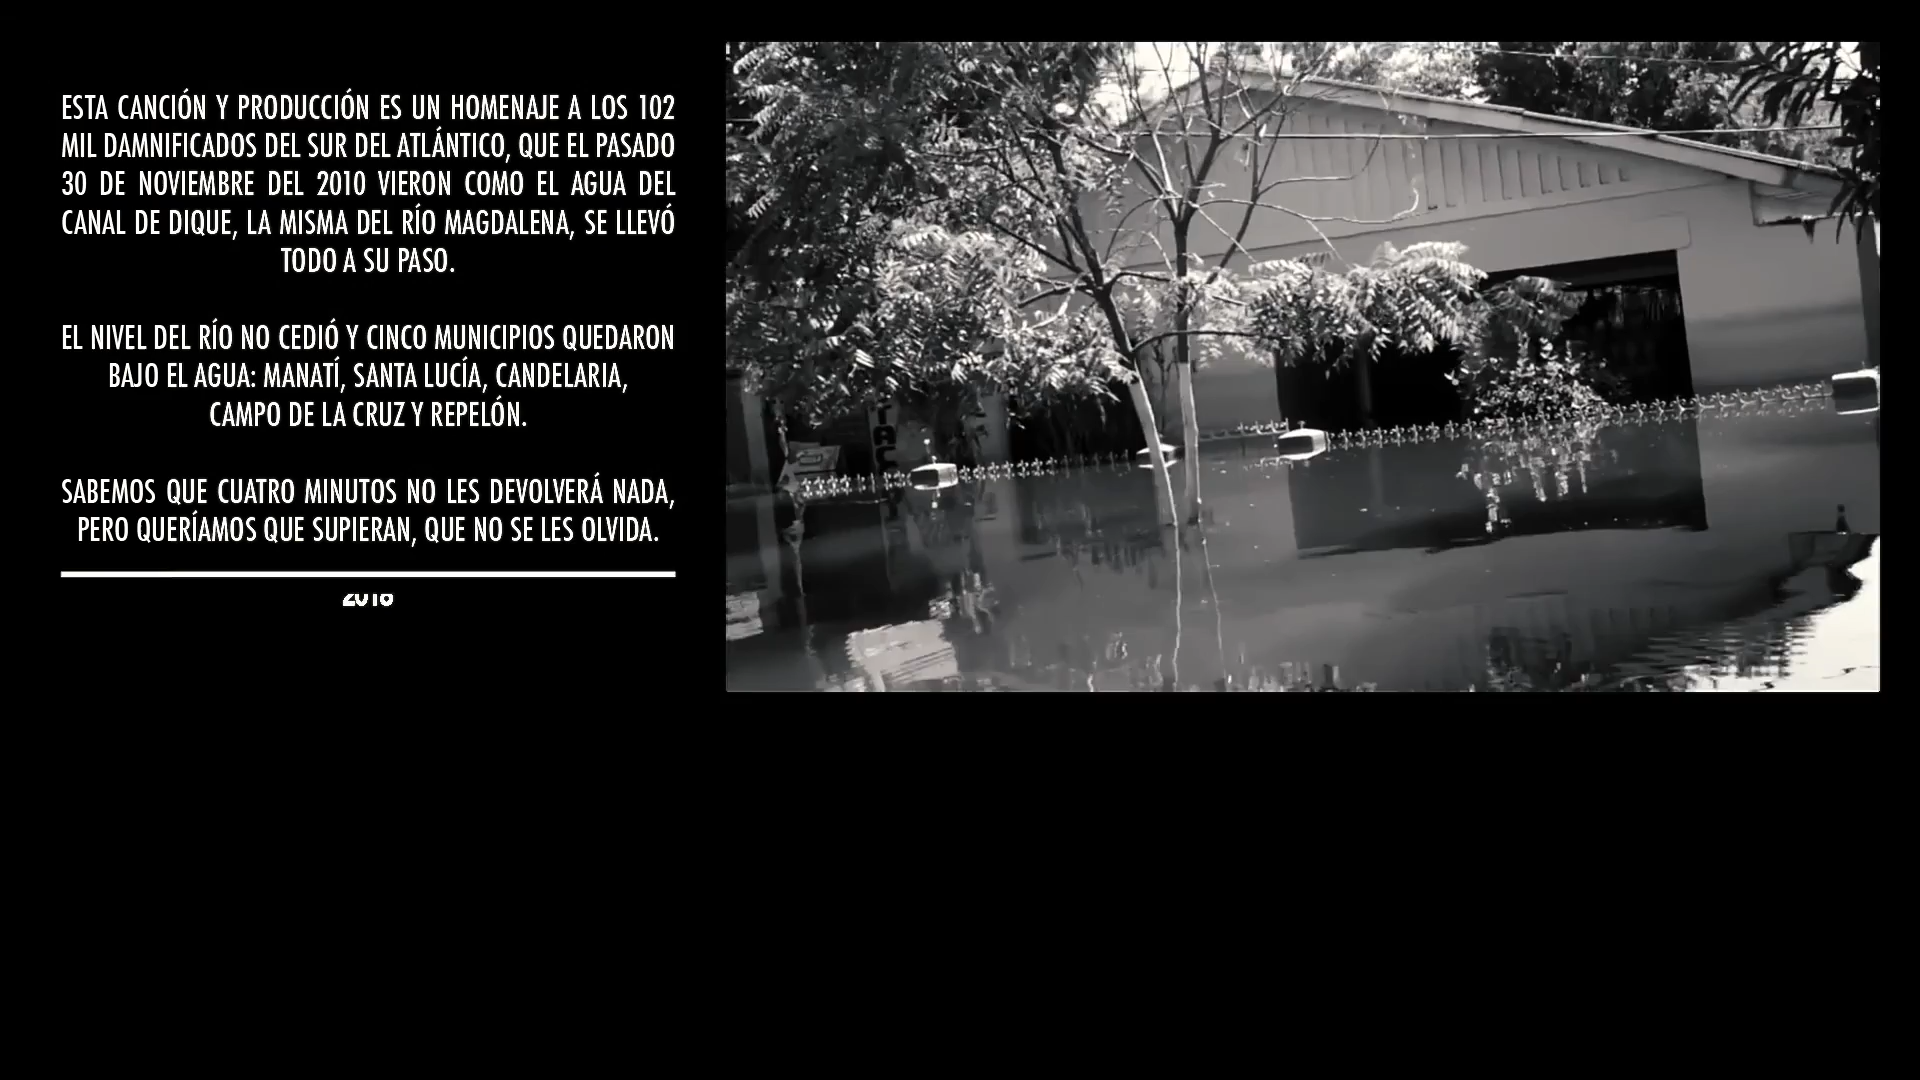 ESTA CANCIÓN Y PRODUCCIÓN ES UN HOMENAJE A LOS 102
MIL DAMNIFICADOS DEL SUR DEL ATLÁNTICO, QUE EL PASADO
30 DE NOVIEMBRE DEL 2010 VIERON COMO EL AGUA DEL
CANAL DE DIQUE, LA MISMA DEL RÍO MAGDALENA, SE LLEVÓ
TODO A SU PASO.
EL NIVEL DEL RÍO NO CEDIÓ Y CINCO MUNICIPIOS QUEDARON
BAJO EL AGUA: MANATÍ, SANTA LUCÍA, CANDELARIA,
CAMPO DE LA CRUZ Y REPELÓN.
SABEMOS QUE CUATRO MINUTOS NO LES DEVOLVERÁ NADA,
PERO QUERÍAMOS QUE SUPIERAN, QUE NO SE LES OLVIDA.